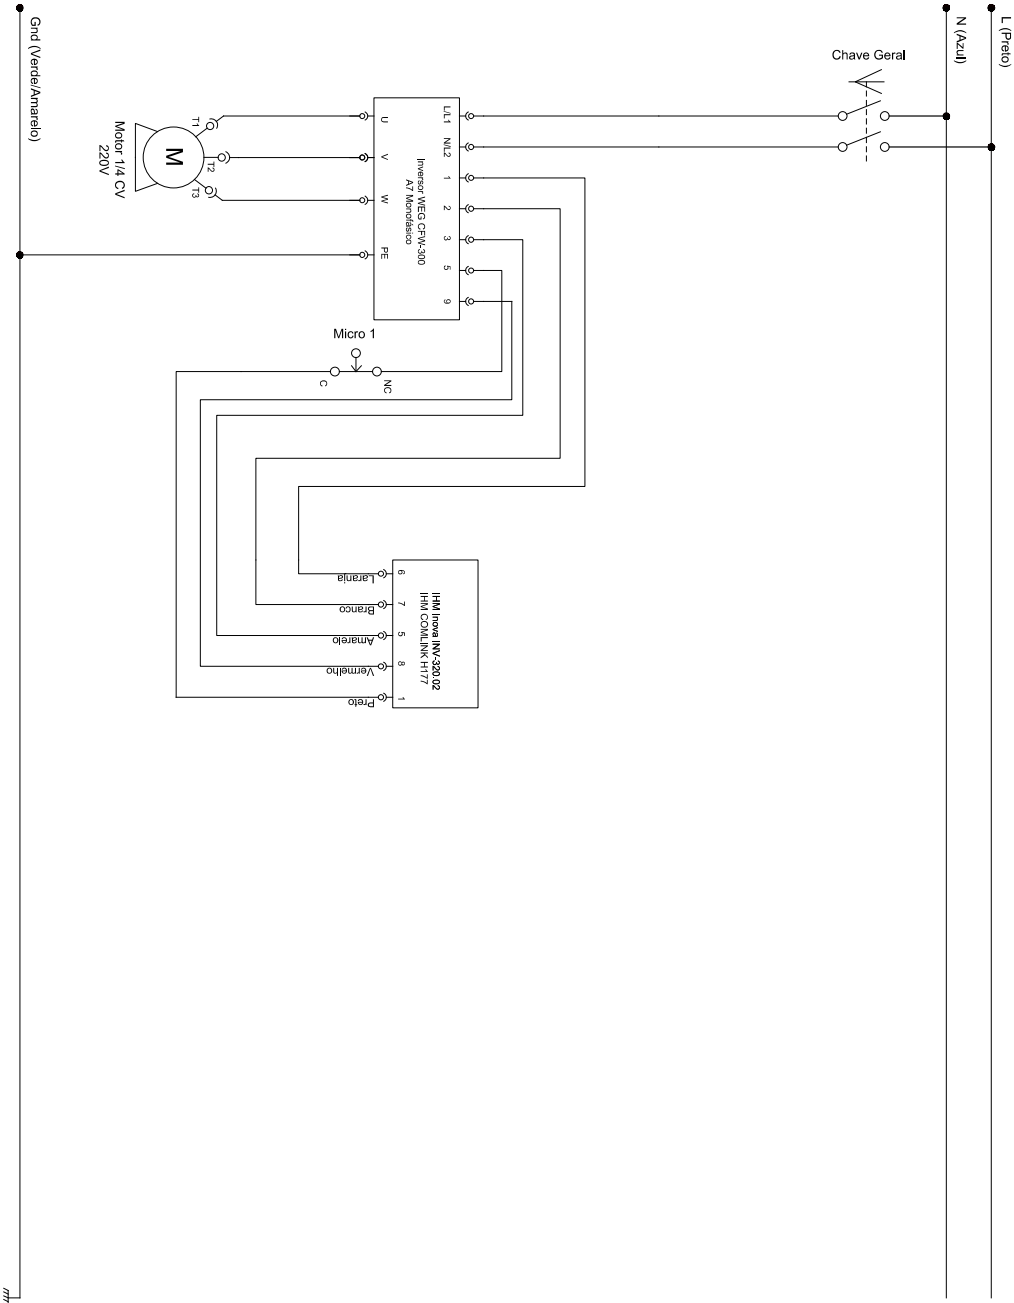 L (Preto)
N (Azul)
Gnd (Verde/Amarelo)
Chave Geral
L/L1
N/L2
1
2
3
5
9
U
V
W
PE
Inversor WEG CFW-300
A7 Monofásico
T1
T2
T3
M
Motor 1/4 CV
220V
Micro 1
C
NC
6
7
5
8
1
Laranja
Branco
Amarelo
Vermelho
Preto
IHM Inova INV-320.02
IHM COMLINK H177